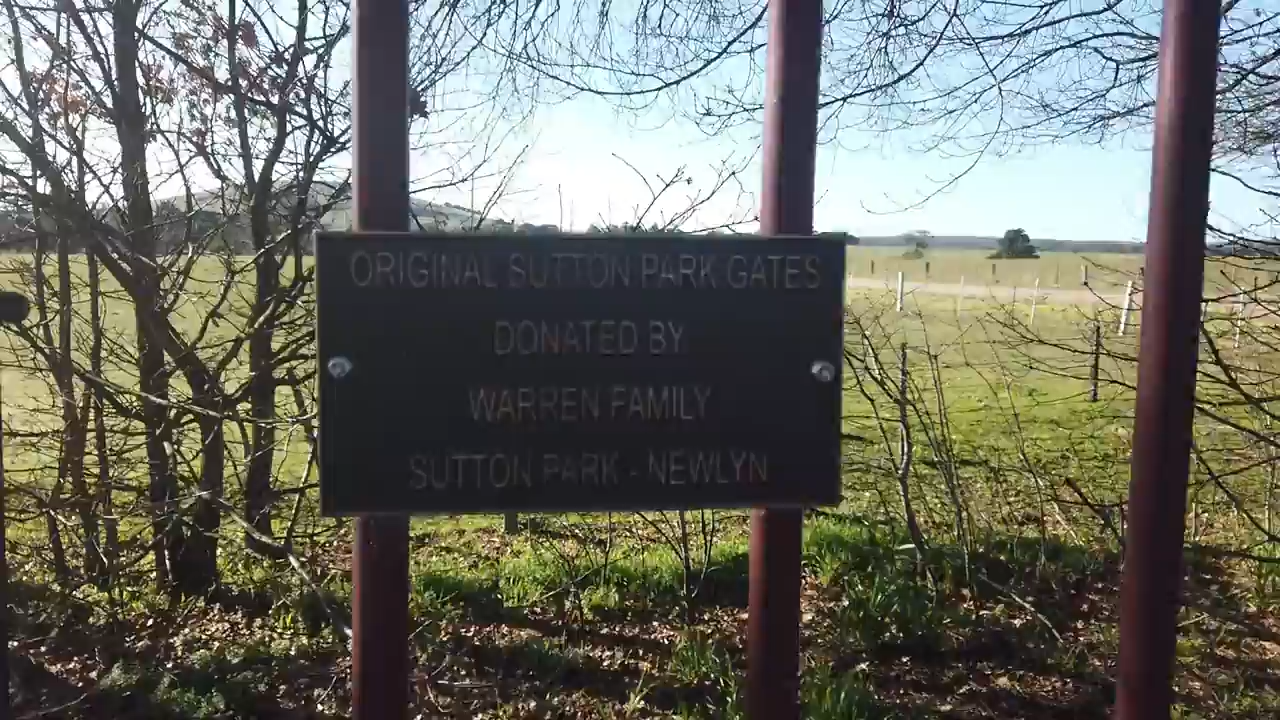 ORIGINAL SUTTON PARK GATES
DONATED BY
WARREN FAMILY
SUTTON PARK - NEWLYN